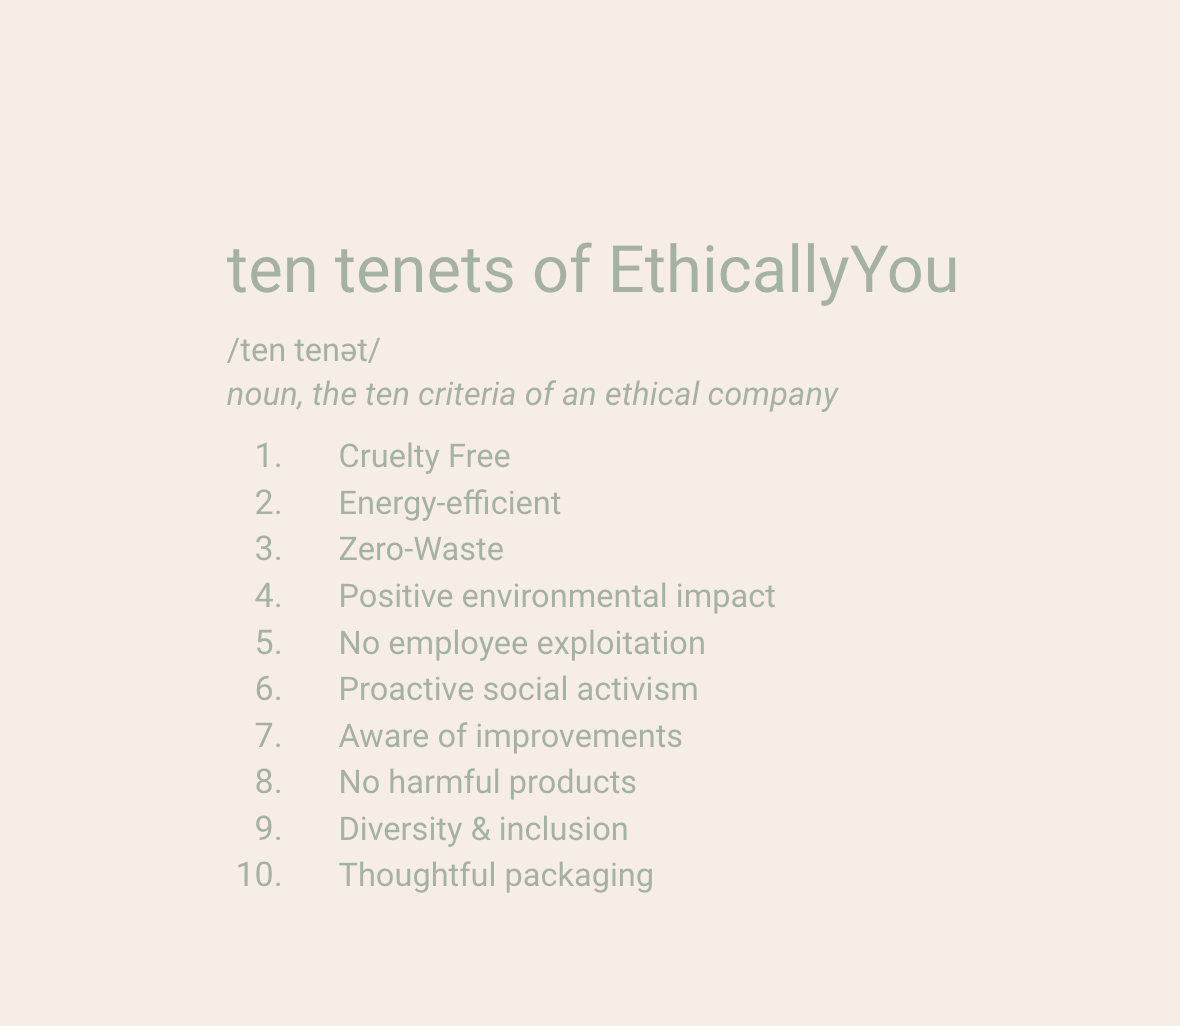 ten tenets of EthicallyYou
/ten tenət/
noun, the ten criteria of an ethical company
1. Cruelty Free
2. Energy-efficient
3. Zero-Waste
4. Positive environmental impact
5. No employee exploitation
6. Proactive social activism
7. Aware of improvements
8. No harmful products
9. Diversity & inclusion
10. Thoughtful packaging